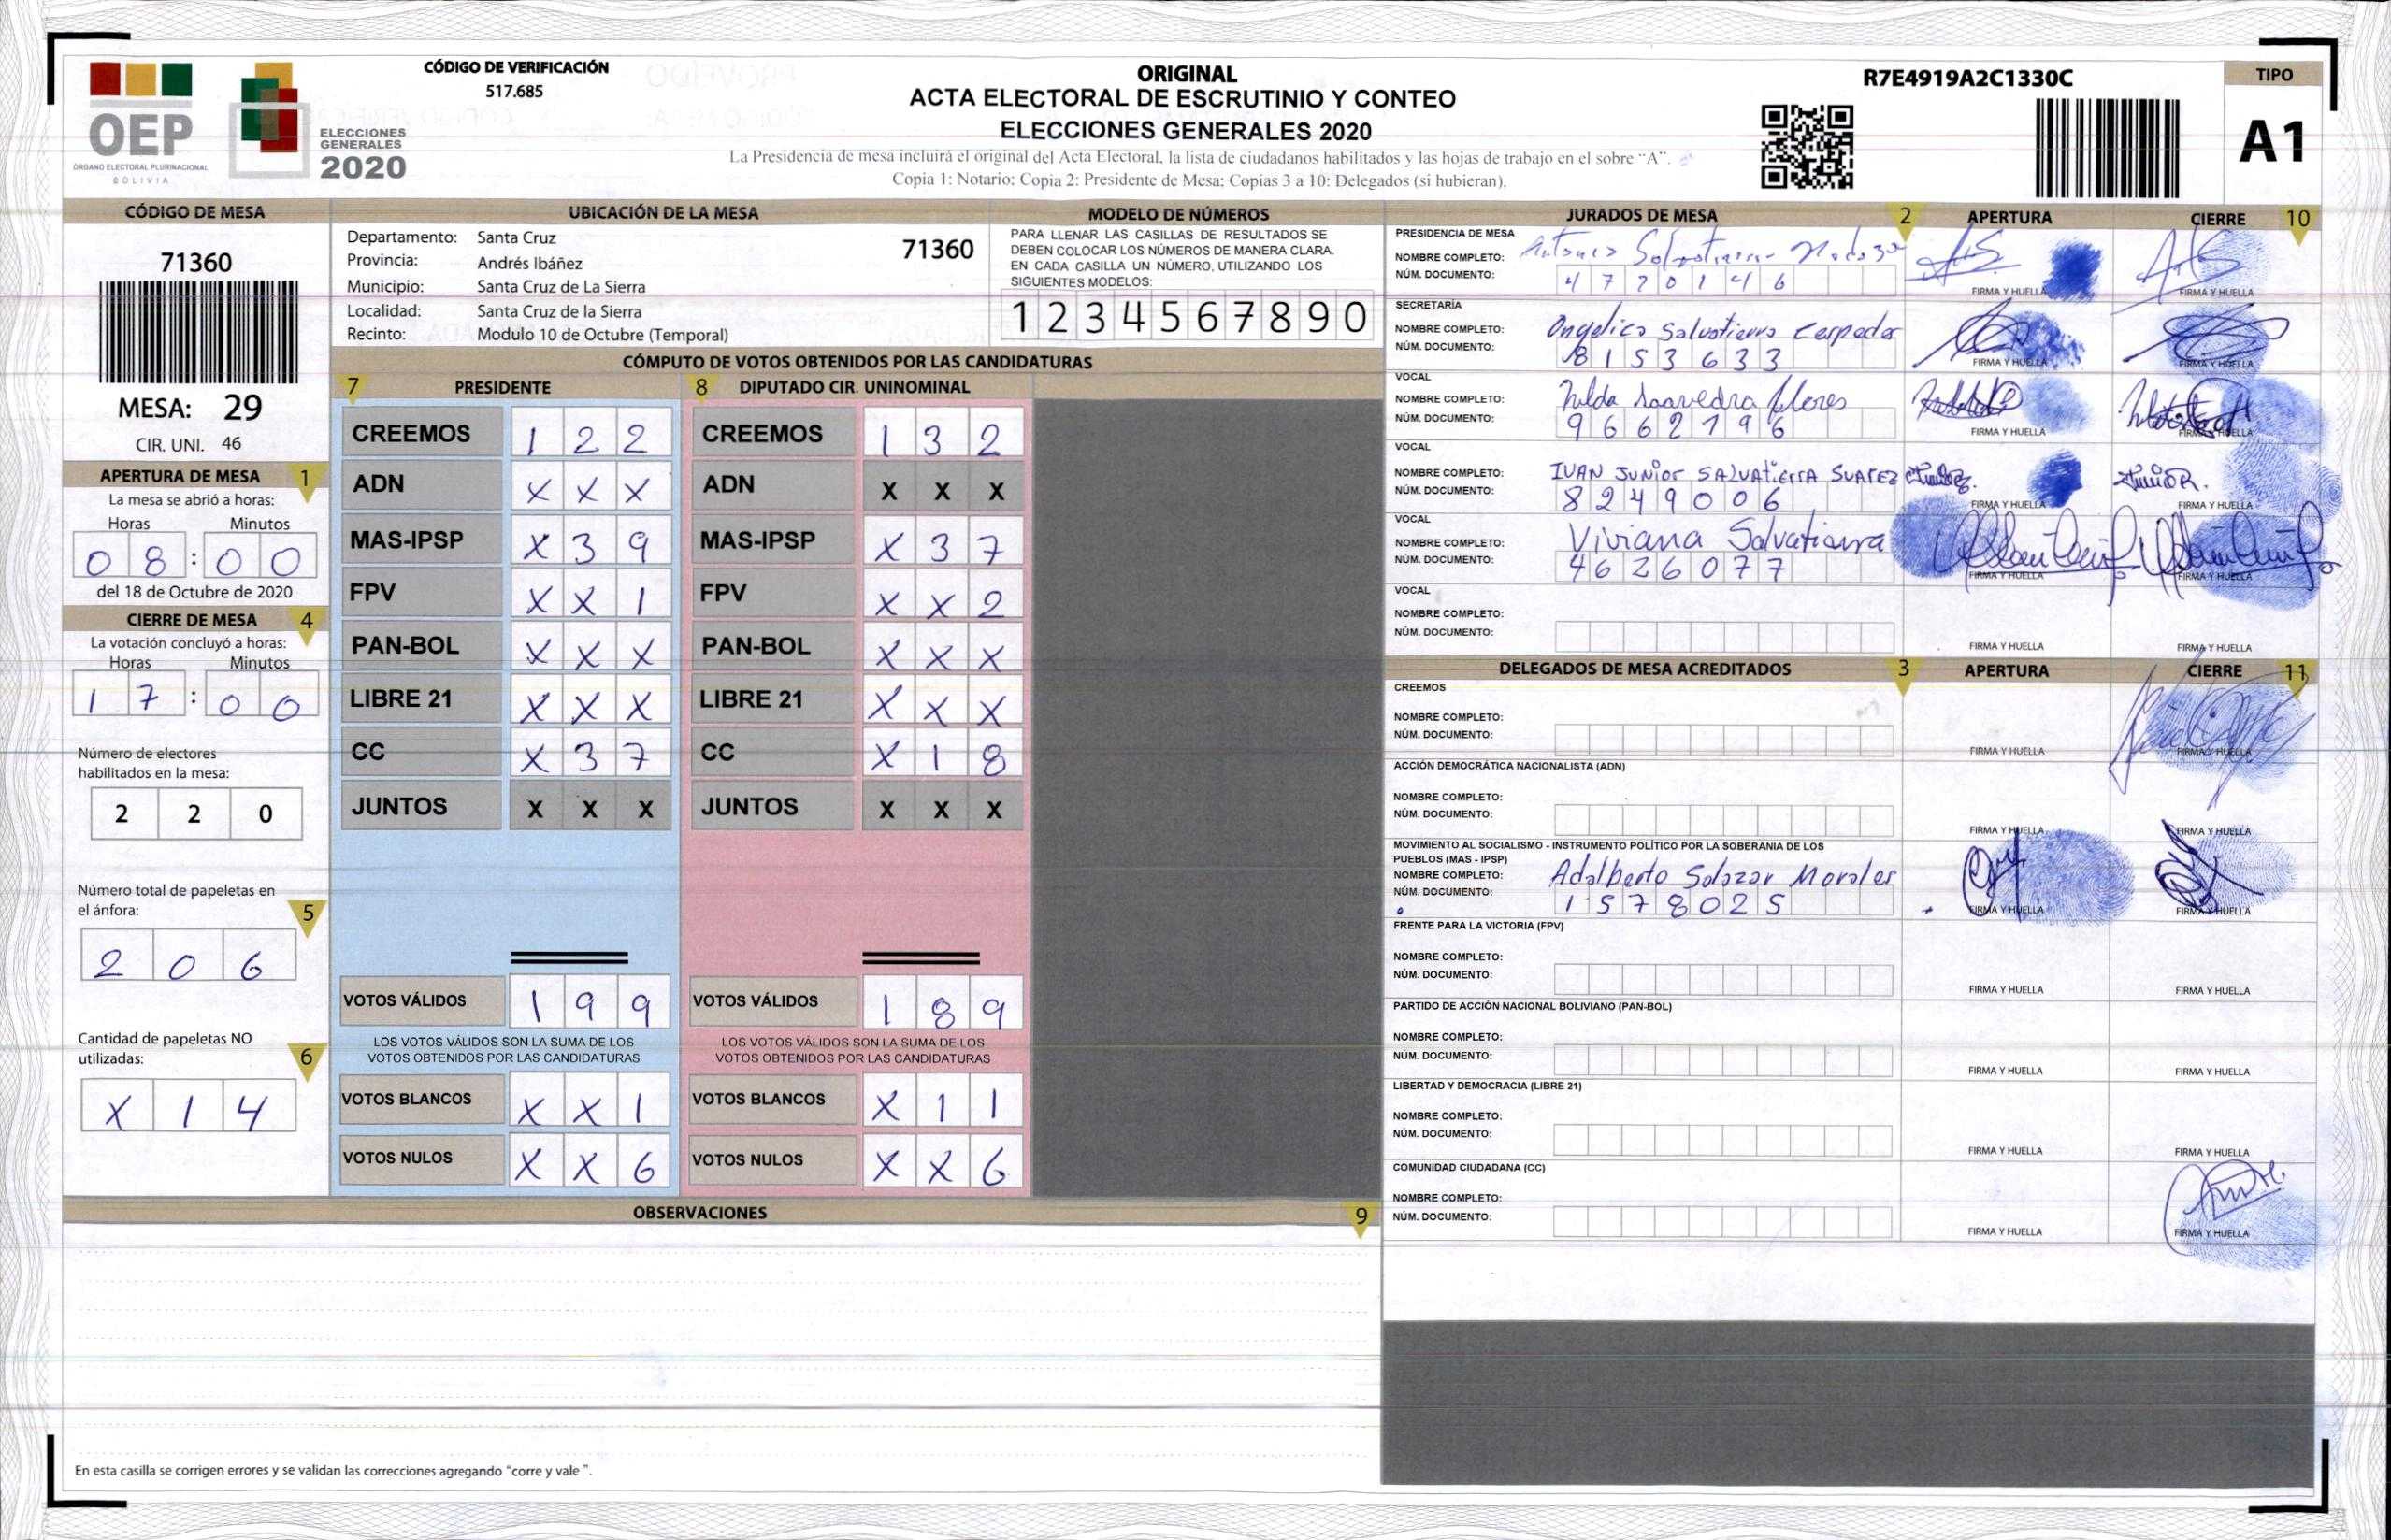 CÓDIGO DE VERIFICACIÓN
517.685
OEP
ÓRGANO ELECTORAL PLURINACIONAL
BOLIVIA
ELECCIONES
GENERALES
2020
ORIGINAL
ACTA ELECTORAL DE ESCRUTINIO Y CONTEO
ELECCIONES GENERALES 2020
La Presidencia de mesa incluirá el original del Acta Electoral, la lista de ciudadanos habilitados y las hojas de trabajo en el sobre "A".
Copia 1: Notario; Copia 2: Presidente de Mesa; Copias 3 a 10: Delegados (si hubieran).
R7E4919A2C1330C
TIPO
A1
CÓDIGO DE MESA
71360
MESA: 29
CIR. UNI. 46
APERTURA DE MESA 1
La mesa se abrió a horas:
Horas Minutos
0 8 : 0 0
del 18 de Octubre de 2020
CIERRE DE MESA 4
La votación concluyó a horas:
Horas Minutos
1 7 : 0 0
Número de electores
habilitados en la mesa:
2 2 0
Número total de papeletas en
el ánfora: 5
2 0 6
Cantidad de papeletas NO
utilizadas: 6
X 1 4
UBICACIÓN DE LA MESA
Departamento: Santa Cruz 71360
Provincia: Andrés Ibáñez
Municipio: Santa Cruz de La Sierra
Localidad: Santa Cruz de la Sierra
Recinto: Modulo 10 de Octubre (Temporal)
MODELO DE NÚMEROS
PARA LLENAR LAS CASILLAS DE RESULTADOS SE
DEBEN COLOCAR LOS NÚMEROS DE MANERA CLARA.
EN CADA CASILLA UN NÚMERO, UTILIZANDO LOS
SIGUIENTES MODELOS:
1 2 3 4 5 6 7 8 9 0
CÓMPUTO DE VOTOS OBTENIDOS POR LAS CANDIDATURAS
7 PRESIDENTE 8 DIPUTADO CIR. UNINOMINAL
CREEMOS 1 2 2 CREEMOS 1 3 2
ADN X X X ADN X X X
MAS-IPSP X 3 9 MAS-IPSP X 3 7
FPV X X 1 FPV X X 2
PAN-BOL X X X PAN-BOL X X X
LIBRE 21 X X X LIBRE 21 X X X
CC X 3 7 CC X 1 8
JUNTOS X X X JUNTOS X X X
VOTOS VÁLIDOS 1 9 9 VOTOS VÁLIDOS 1 8 9
LOS VOTOS VÁLIDOS SON LA SUMA DE LOS LOS VOTOS VÁLIDOS SON LA SUMA DE LOS
VOTOS OBTENIDOS POR LAS CANDIDATURAS VOTOS OBTENIDOS POR LAS CANDIDATURAS
VOTOS BLANCOS X X 1 VOTOS BLANCOS X 1 1
VOTOS NULOS X X 6 VOTOS NULOS X X 6
OBSERVACIONES 9
En esta casilla se corrigen errores y se validan las correcciones agregando "corre y vale ".
JURADOS DE MESA 2 APERTURA CIERRE 10
PRESIDENCIA DE MESA
NOMBRE COMPLETO: Antonio Salvatierra
NÚM. DOCUMENTO: 4 7 7 0 1 4 6
FIRMA Y HUELLA FIRMA Y HUELLA
SECRETARÍA
NOMBRE COMPLETO: Angelica Salvatierra Cespedes
NÚM. DOCUMENTO: 8 1 5 3 6 3 3
FIRMA Y HUELLA FIRMA Y HUELLA
VOCAL
NOMBRE COMPLETO: Hilda Saavedra flores
NÚM. DOCUMENTO: 9 6 6 2 7 9 6
FIRMA Y HUELLA FIRMA Y HUELLA
VOCAL
NOMBRE COMPLETO: IVAN JUNIOR SALVATIERRA SUAREZ
NÚM. DOCUMENTO: 8 2 4 9 0 0 6
FIRMA Y HUELLA FIRMA Y HUELLA
VOCAL
NOMBRE COMPLETO: Viviana Salvatierra
NÚM. DOCUMENTO: 4 6 2 6 0 7 7
FIRMA Y HUELLA FIRMA Y HUELLA
VOCAL
NOMBRE COMPLETO:
NÚM. DOCUMENTO:
FIRMA Y HUELLA FIRMA Y HUELLA
DELEGADOS DE MESA ACREDITADOS 3 APERTURA CIERRE 11
CREEMOS
NOMBRE COMPLETO:
NÚM. DOCUMENTO:
FIRMA Y HUELLA FIRMA Y HUELLA
ACCIÓN DEMOCRÁTICA NACIONALISTA (ADN)
NOMBRE COMPLETO:
NÚM. DOCUMENTO:
FIRMA Y HUELLA FIRMA Y HUELLA
MOVIMIENTO AL SOCIALISMO - INSTRUMENTO POLÍTICO POR LA SOBERANIA DE LOS
PUEBLOS (MAS - IPSP)
NOMBRE COMPLETO: Adalberto Salazar Morales
NÚM. DOCUMENTO: 1 5 7 8 0 2 5
FIRMA Y HUELLA FIRMA Y HUELLA
FRENTE PARA LA VICTORIA (FPV)
NOMBRE COMPLETO:
NÚM. DOCUMENTO:
FIRMA Y HUELLA FIRMA Y HUELLA
PARTIDO DE ACCIÓN NACIONAL BOLIVIANO (PAN-BOL)
NOMBRE COMPLETO:
NÚM. DOCUMENTO:
FIRMA Y HUELLA FIRMA Y HUELLA
LIBERTAD Y DEMOCRACIA (LIBRE 21)
NOMBRE COMPLETO:
NÚM. DOCUMENTO:
FIRMA Y HUELLA FIRMA Y HUELLA
COMUNIDAD CIUDADANA (CC)
NOMBRE COMPLETO:
NÚM. DOCUMENTO:
FIRMA Y HUELLA FIRMA Y HUELLA